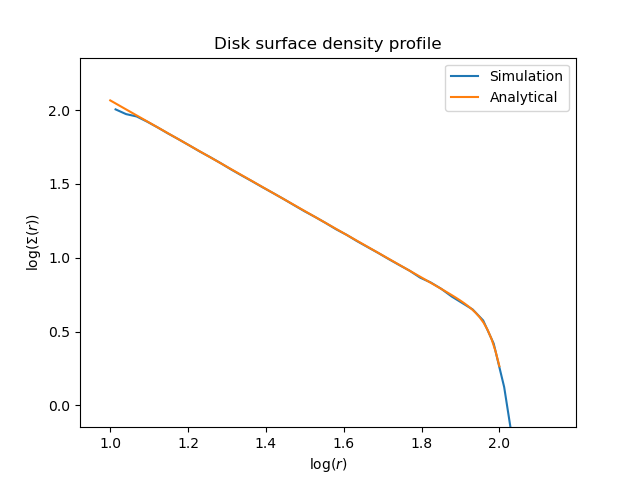 Disk surface density profile
Simulation
Analytical
log(Σ(r))
2.0
1.5
1.0
0.5
0.0
1.0 1.2 1.4 1.6 1.8 2.0
log(r)